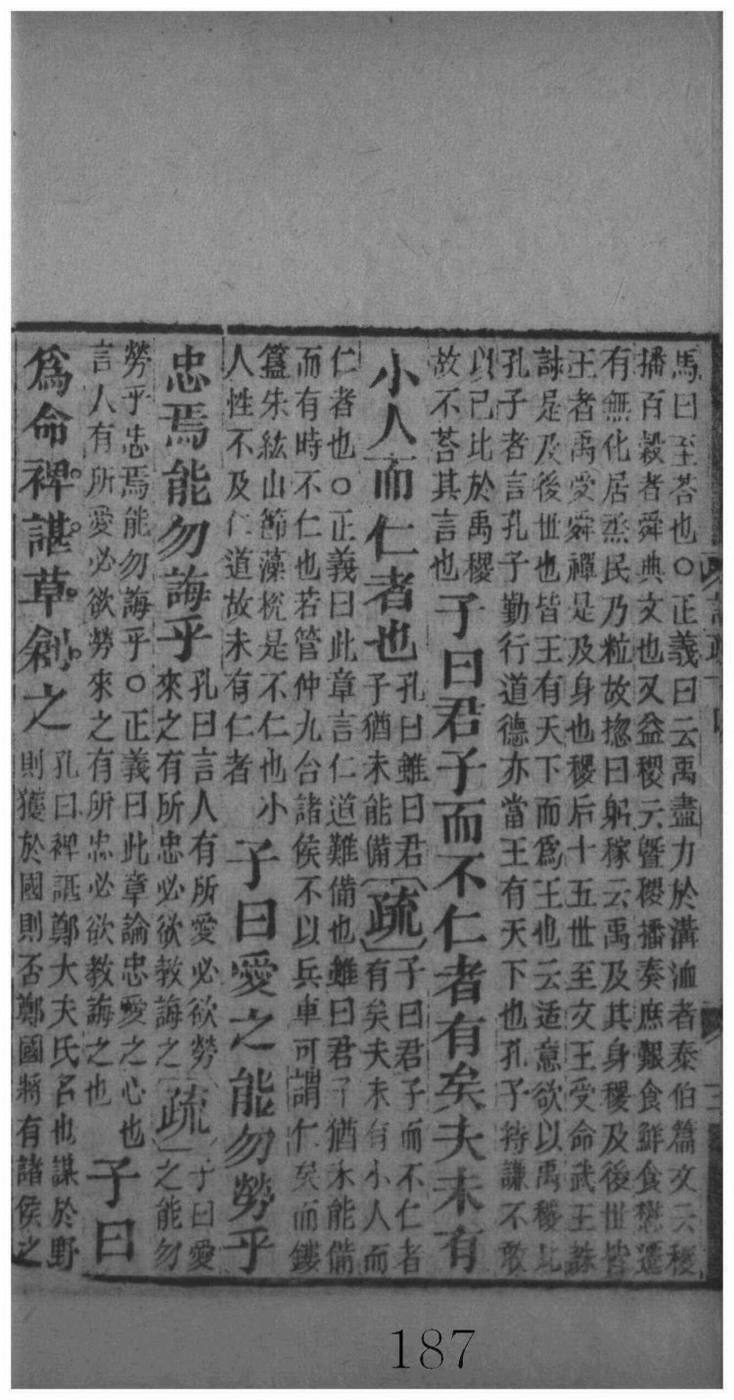 馬曰至荅也○正義曰云禹盡力於溝洫者泰伯篇文云稷
播百穀者舜典文也又益稷云曁稷播奏庶艱食鮮食懋遷
有無化居烝民乃粒故揔曰躬稼云禹及其身稷及後世皆
王者禹受舜禪是及身也稷后十五世至文王受命武王誅
討是及後世也皆王有天下而爲王也云适意欲以禹稷比
孔子者言孔子勤行道德亦當王有天下也孔子持謙不敢
以己比於禹稷
故不荅其言也
子曰君子而不仁者有矣夫未有
小人而仁者也
孔曰雖曰君
子猶未能備
疏
子曰君子而不仁者
有矣夫未有小人而
仁者也○正義曰此章言仁道難備也雖曰君子猶未能備
而有時不仁也若管仲九合諸侯不以兵車可謂仁矣而鏤
簋朱紘山節藻梲是不仁也小
人性不及仁道故未有仁者
子曰愛之能勿勞乎
忠焉能勿誨乎
孔曰言人有所愛必欲勞
來之有所忠必欲教誨之
疏
子曰愛
之能勿
勞乎忠焉能勿誨乎○正義曰此章論忠愛之心也
言人有所愛必欲勞來之有所忠必欲教誨之也
子曰
爲命裨諶草創之
孔曰裨諶鄭大夫氏名也謀於野
則獲於國則否鄭國將有諸侯之
三
187